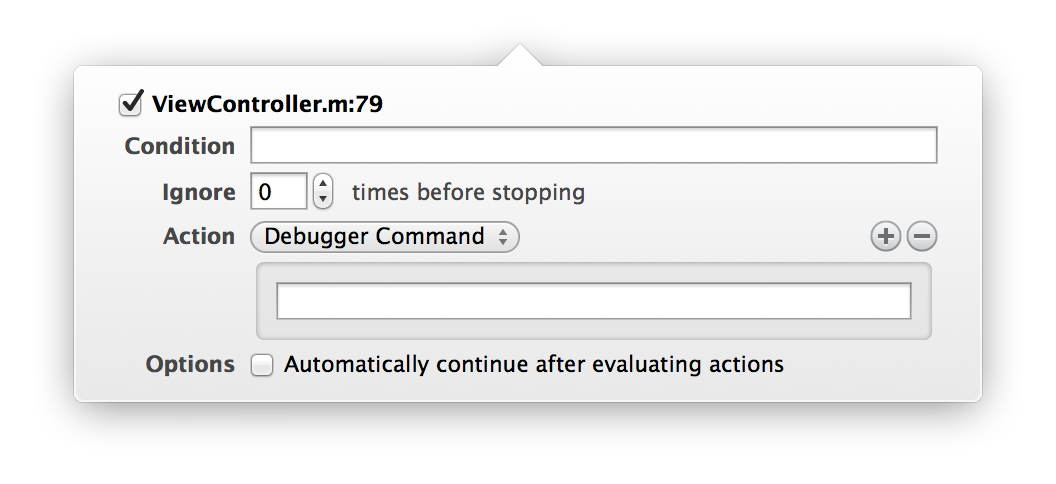 ViewController.m:79
Condition
Ignore 0 times before stopping
Action Debugger Command
Options Automatically continue after evaluating actions